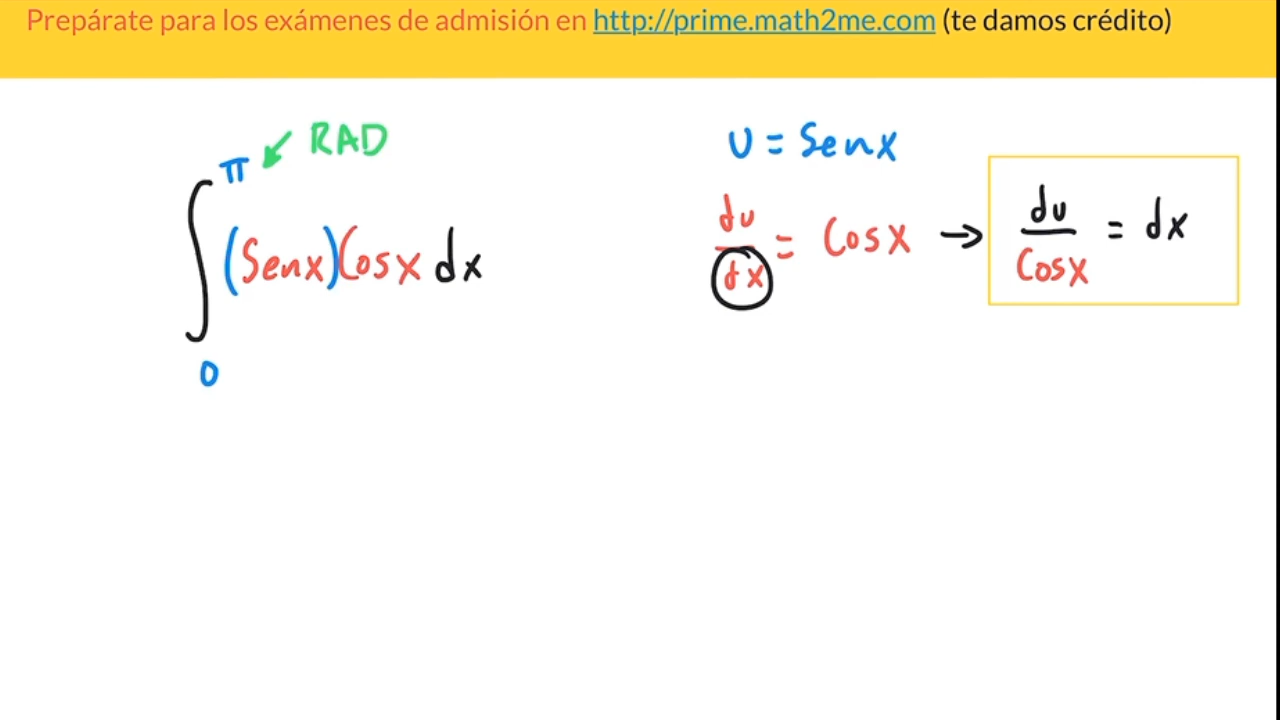 Prepárate para los exámenes de admisión en http://prime.math2me.com (te damos crédito)
π ↙ RAD
∫ (Senx)Cosx dx
0
u = Senx
du/dx = Cosx → du/Cosx = dx